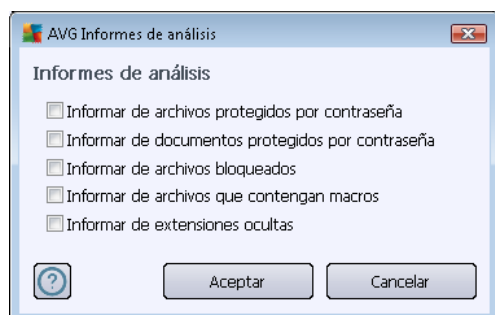 AVG Informes de análisis
Informes de análisis
Informar de archivos protegidos por contraseña
Informar de documentos protegidos por contraseña
Informar de archivos bloqueados
Informar de archivos que contengan macros
Informar de extensiones ocultas
? Aceptar Cancelar